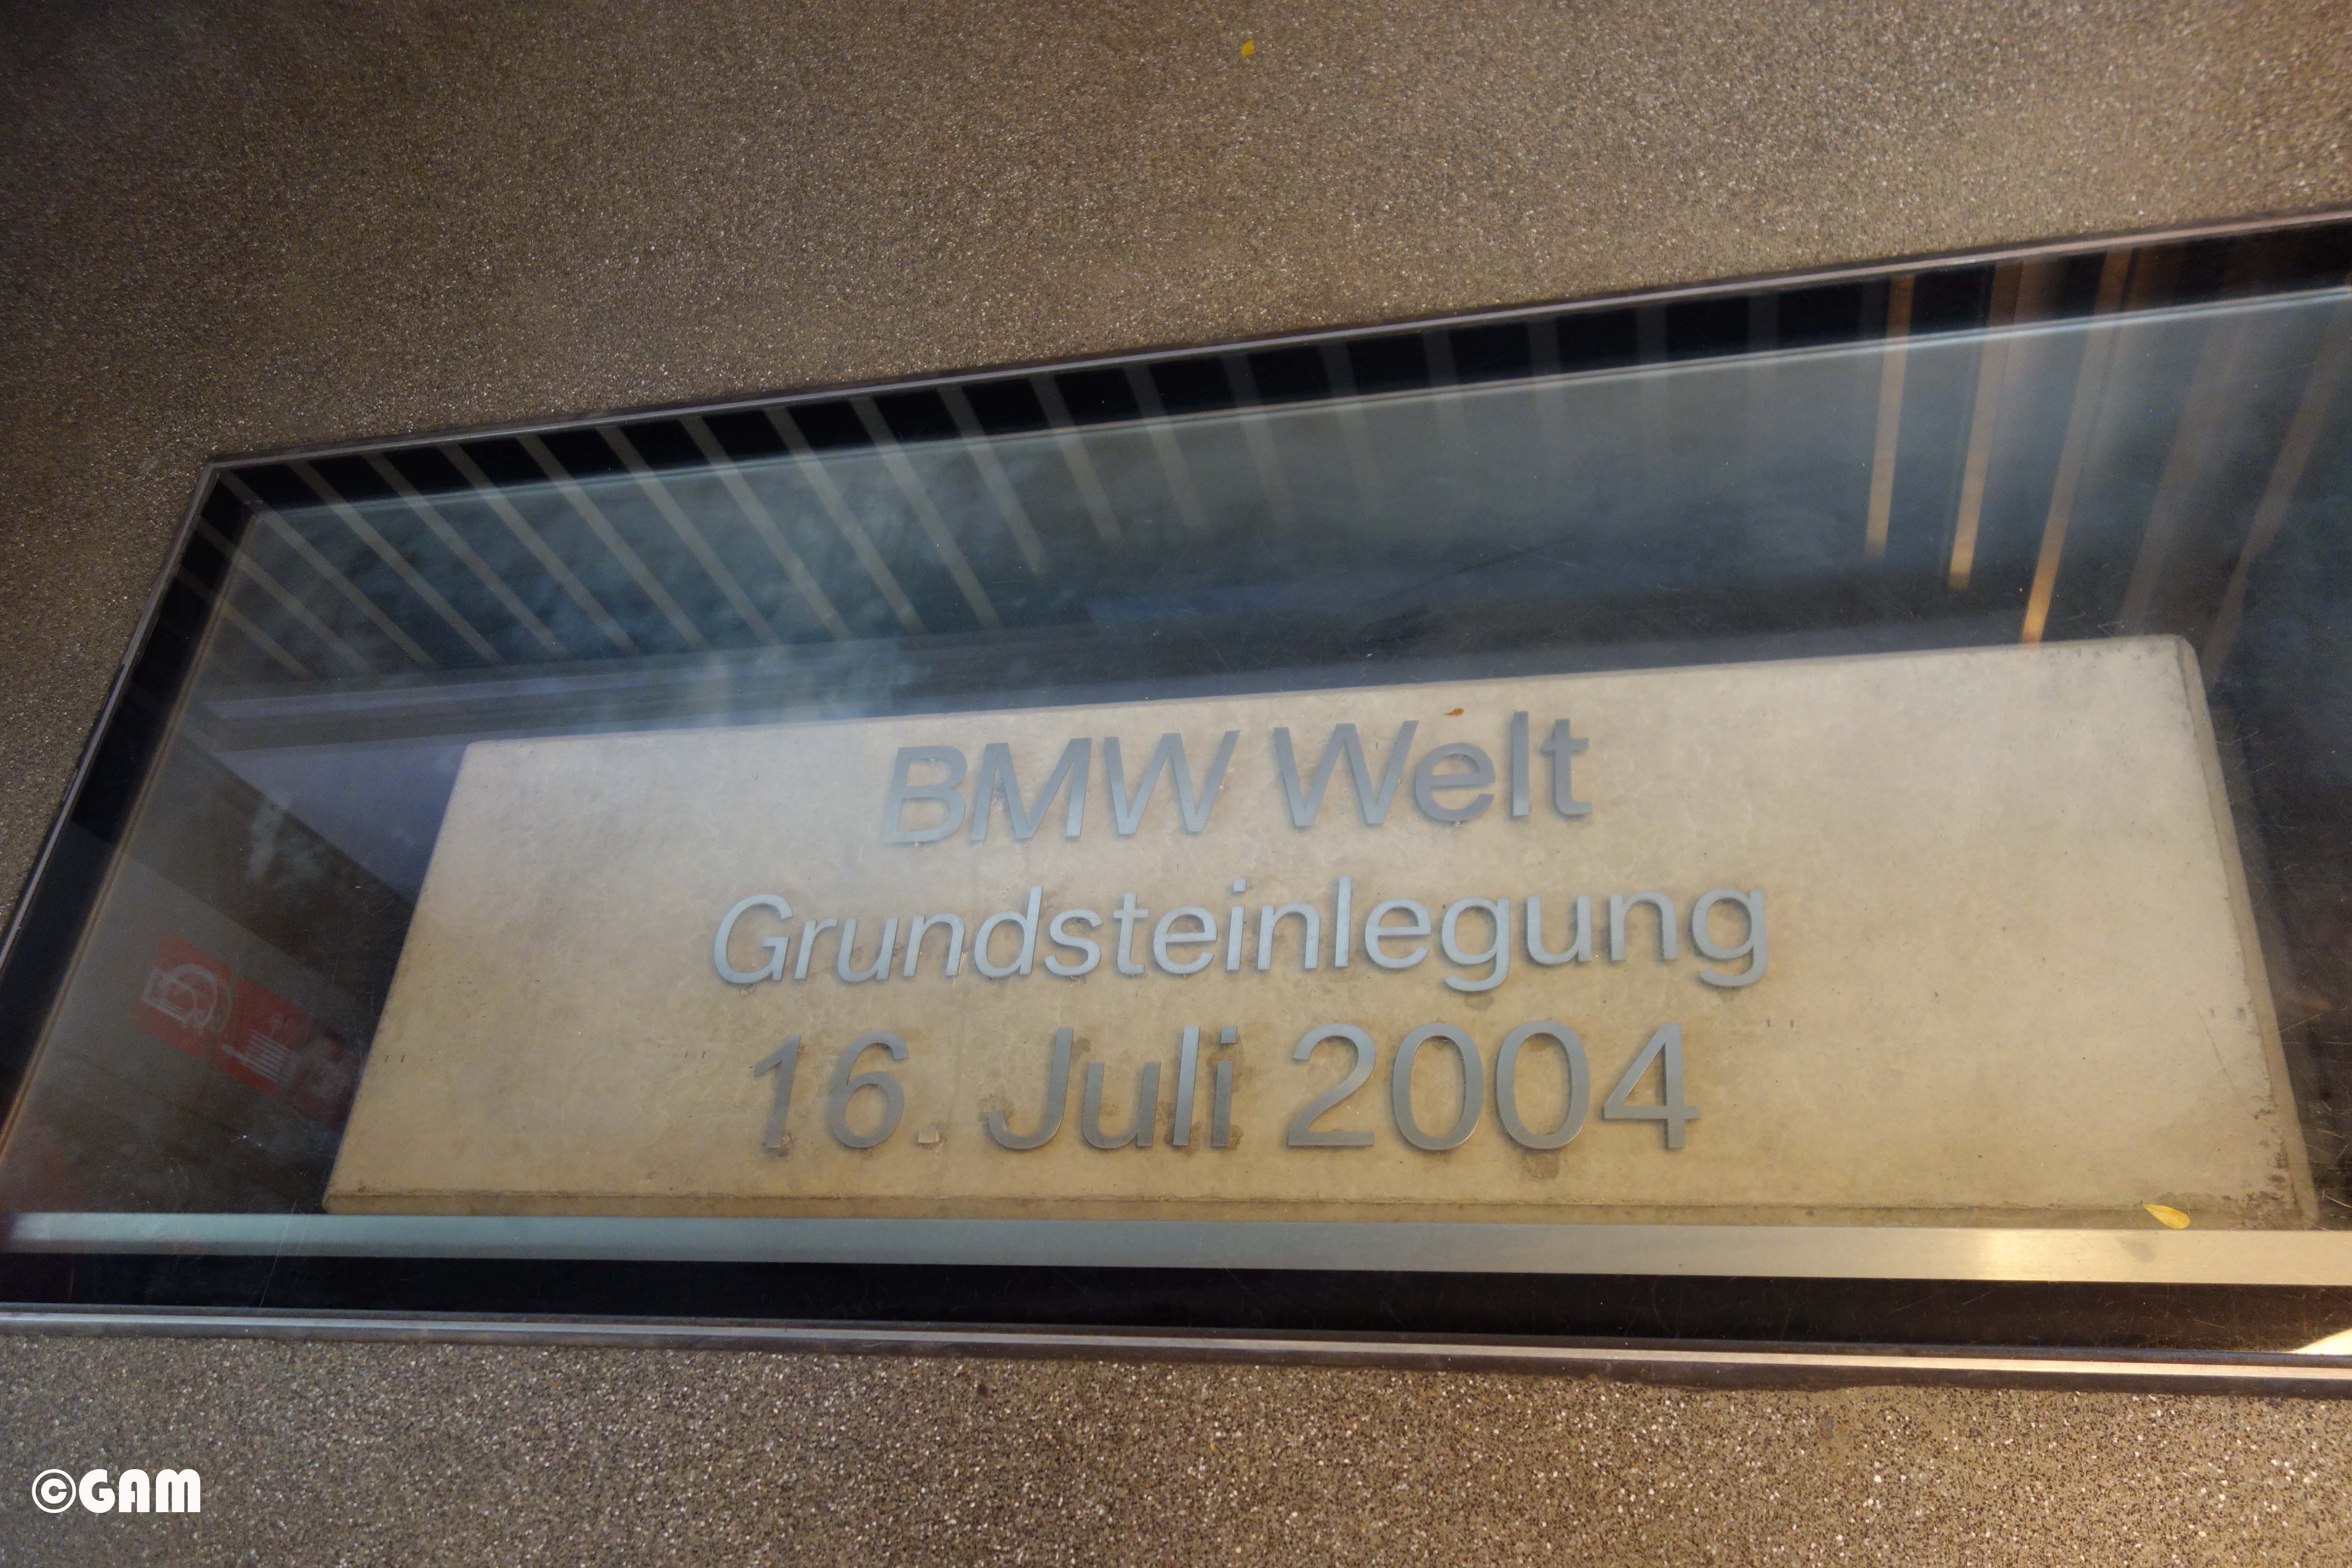 BMW Welt
Grundsteinlegung
16. Juli 2004
©GAM